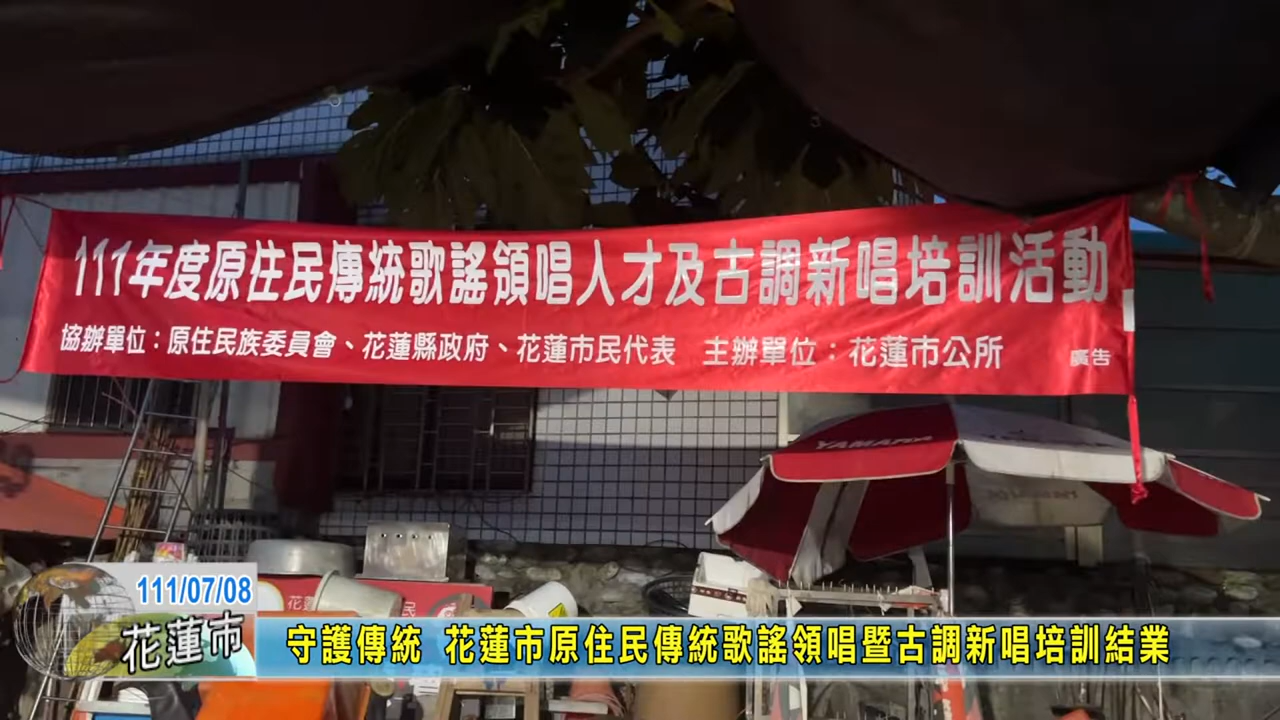 111年度原住民傳統歌謠領唱人才及古調新唱培訓活動
協辦單位：原住民族委員會、花蓮縣政府、花蓮市民代表 主辦單位：花蓮市公所 廣告
YAMAHA
111/07/08
花蓮市
守護傳統 花蓮市原住民傳統歌謠領唱暨古調新唱培訓結業